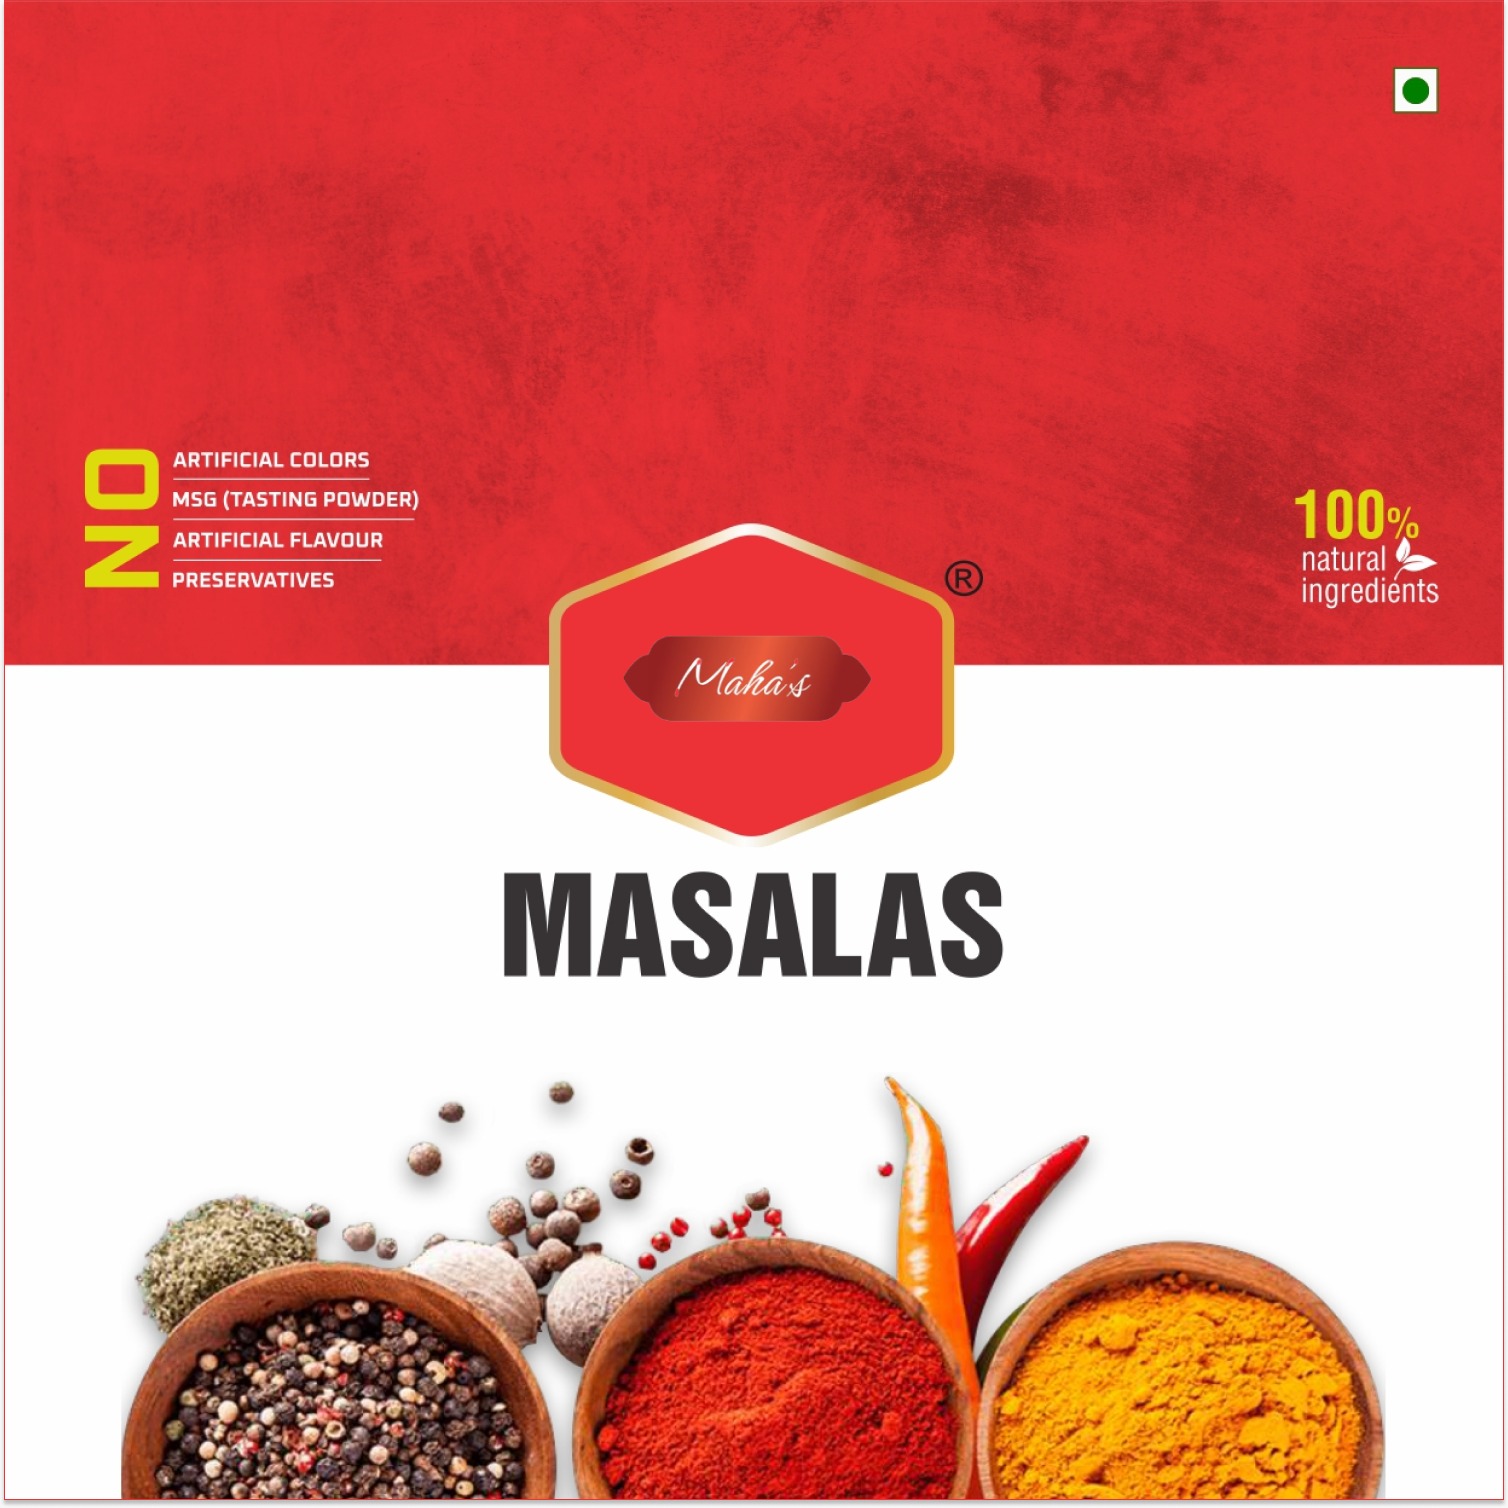 NO
ARTIFICIAL COLORS
MSG (TASTING POWDER)
ARTIFICIAL FLAVOUR
PRESERVATIVES
100%
natural
ingredients
Maha's
®
MASALAS